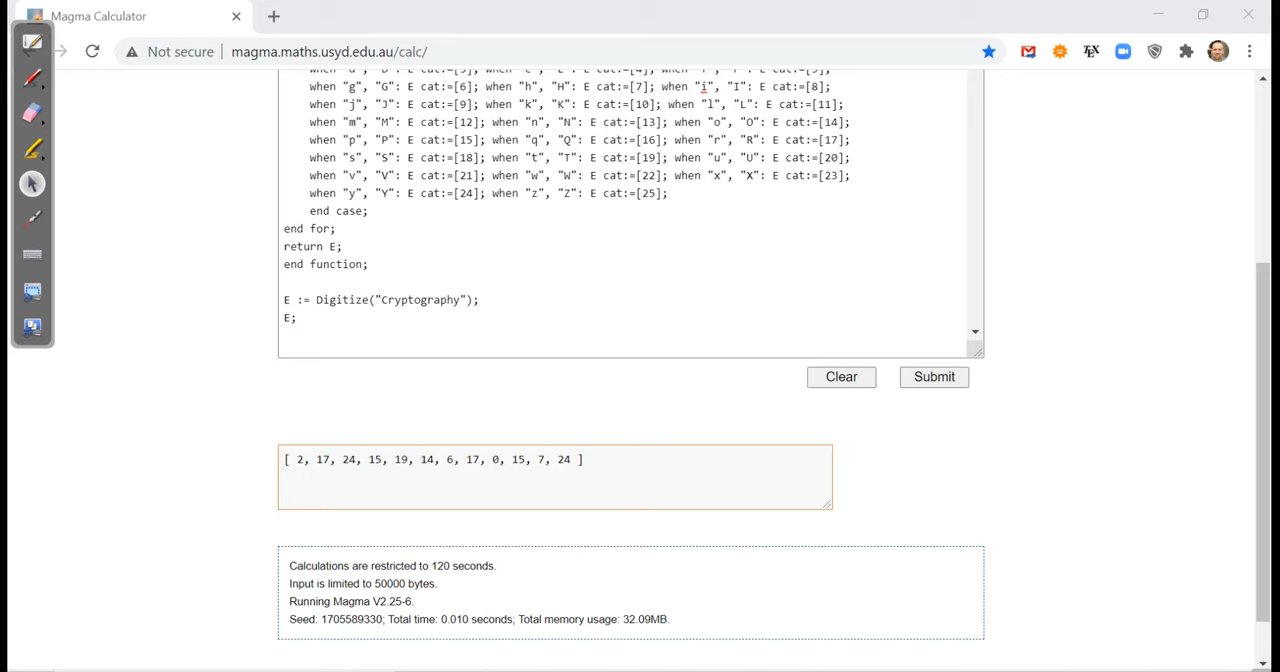 Magma Calculator
Not secure
magma.maths.usyd.edu.au/calc/
TEX
when "g", "G": E cat:=[6]; when "h", "H": E cat:=[7]; when "i", "I": E cat:=[8];
when "j", "J": E cat:=[9]; when "k", "K": E cat:=[10]; when "l", "L": E cat:=[11];
when "m", "M": E cat:=[12]; when "n", "N": E cat:=[13]; when "o", "O": E cat:=[14];
when "p", "P": E cat:=[15]; when "q", "Q": E cat:=[16]; when "r", "R": E cat:=[17];
when "s", "S": E cat:=[18]; when "t", "T": E cat:=[19]; when "u", "U": E cat:=[20];
when "v", "V": E cat:=[21]; when "w", "W": E cat:=[22]; when "x", "X": E cat:=[23];
when "y", "Y": E cat:=[24]; when "z", "Z": E cat:=[25];
end case;
end for;
return E;
end function;
E := Digitize("Cryptography");
E;
Clear
Submit
[ 2, 17, 24, 15, 19, 14, 6, 17, 0, 15, 7, 24 ]
Calculations are restricted to 120 seconds.
Input is limited to 50000 bytes.
Running Magma V2.25-6.
Seed: 1705589330; Total time: 0.010 seconds; Total memory usage: 32.09MB.